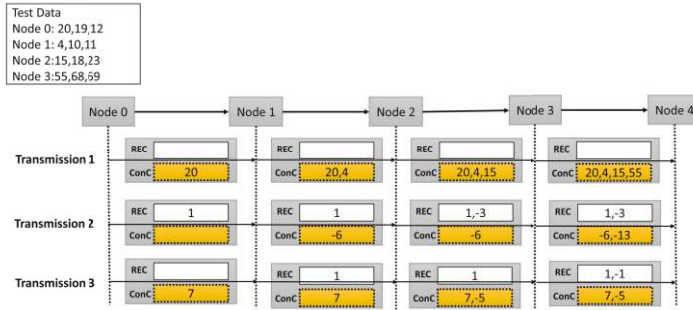 Test Data
Node 0: 20,19,12
Node 1: 4,10,11
Node 2:15,18,23
Node 3:55,68,69
Node 0 Node 1 Node 2 Node 3 Node 4
Transmission 1
REC REC REC REC
ConC 20 ConC 20,4 ConC 20,4,15 ConC 20,4,15,55
Transmission 2
REC 1 REC 1 REC 1,-3 REC 1,-3
ConC ConC -6 ConC -6 ConC -6,-13
Transmission 3
REC REC 1 REC 1 REC 1,-1
ConC 7 ConC 7 ConC 7,-5 ConC 7,-5